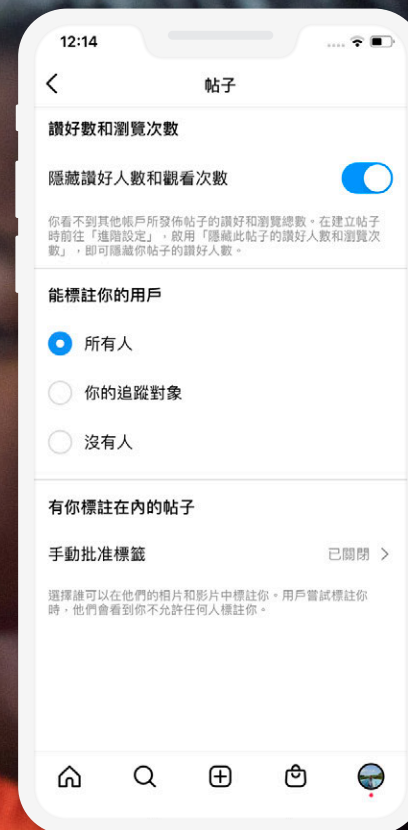 12:14
帖子
讚好數和瀏覽次數
隱藏讚好人數和觀看次數
你看不到其他帳戶所發佈帖子的讚好和瀏覽總數。在建立帖子
時前往「進階設定」，啟用「隱藏此帖子的讚好人數和瀏覽次
數」，即可隱藏你帖子的讚好人數。
能標註你的用戶
所有人
你的追蹤對象
沒有人
有你標註在內的帖子
手動批准標籤 已關閉
選擇誰可以在他們的相片和影片中標註你。用戶嘗試標註你
時，他們會看到你不允許任何人標註你。